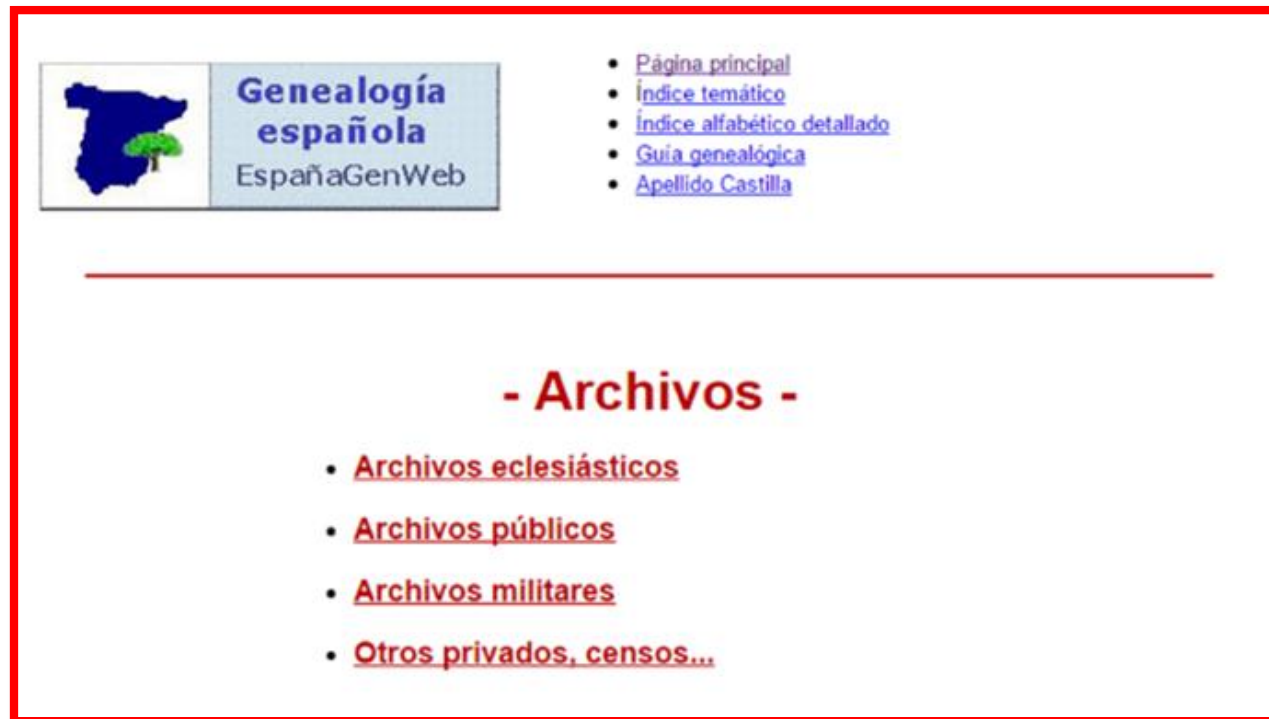 Genealogía
española
EspañaGenWeb
Página principal
Índice temático
Índice alfabético detallado
Guía genealógica
Apellido Castilla
- Archivos -
Archivos eclesiásticos
Archivos públicos
Archivos militares
Otros privados, censos...